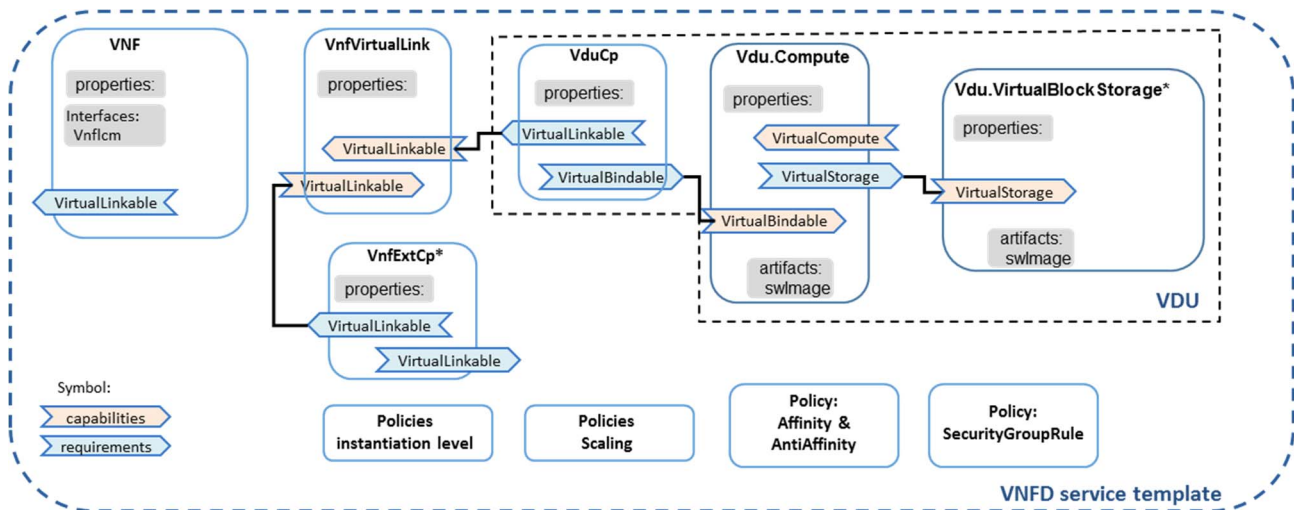 VNF
properties:
Interfaces:
Vnflcm
VirtualLinkable
VnfVirtualLink
properties:
VirtualLinkable
VirtualLinkable
VnfExtCp*
properties:
VirtualLinkable
VirtualLinkable
VduCp
properties:
VirtualLinkable
VirtualBindable
Vdu.Compute
properties:
VirtualCompute
VirtualStorage
VirtualBindable
artifacts:
swImage
Vdu.VirtualBlockStorage*
properties:
VirtualStorage
artifacts:
swImage
VDU
Symbol:
capabilities
requirements
Policies
instantiation level
Policies
Scaling
Policy:
Affinity &
AntiAffinity
Policy:
SecurityGroupRule
VNFD service template